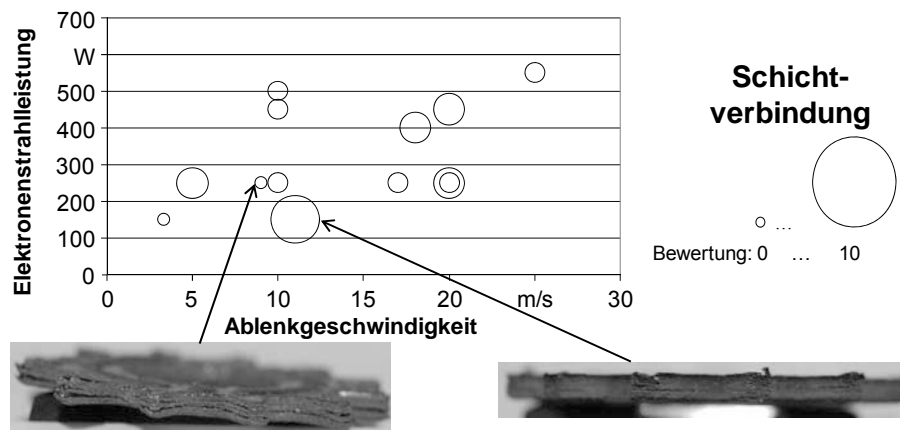 Elektronenstrahlleistung
700
W
500
400
300
200
100
0
0 5 10 15 20 m/s 30
Ablenkgeschwindigkeit
Schicht-
verbindung
...
Bewertung: 0 ... 10